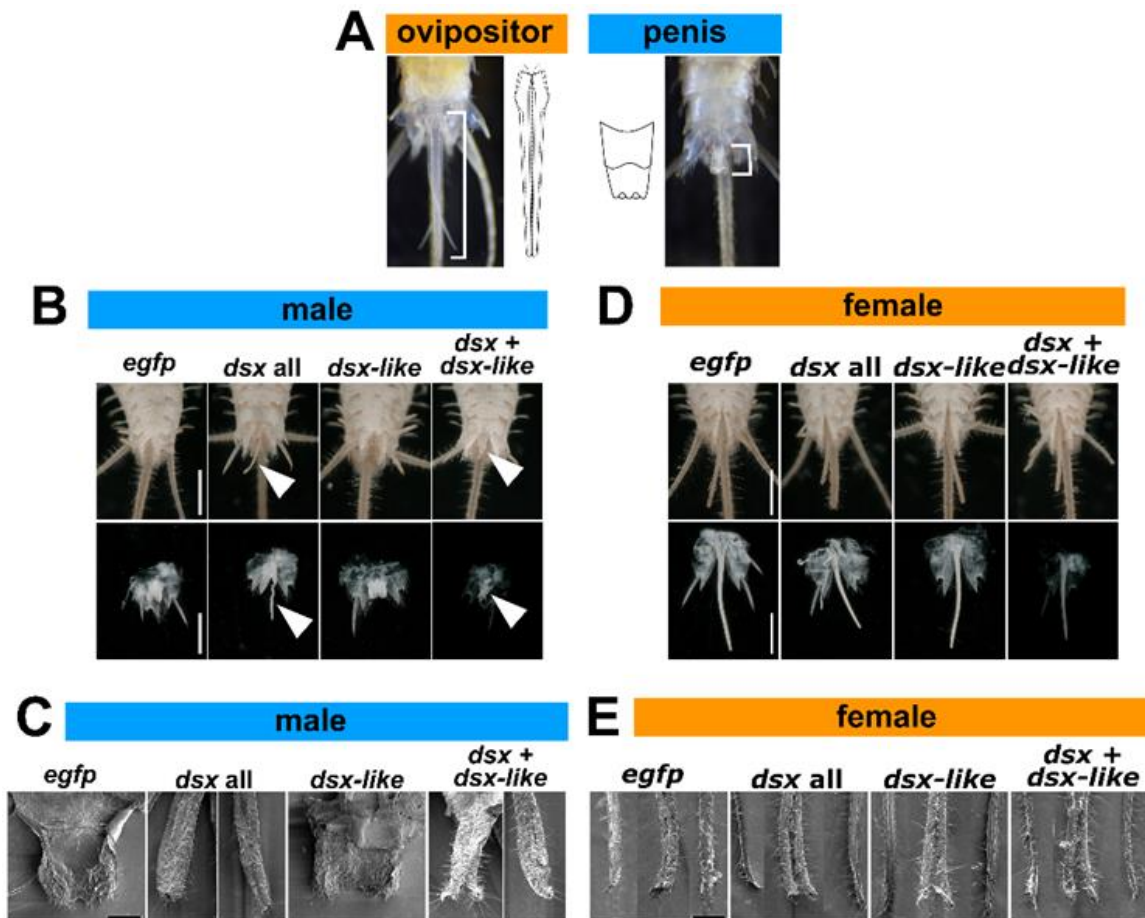 A
ovipositor
penis
B
male
egfp
dsx all
dsx-like
dsx +
dsx-like
D
female
egfp
dsx all
dsx-like
dsx +
dsx-like
C
male
egfp
dsx all
dsx-like
dsx +
dsx-like
E
female
egfp
dsx all
dsx-like
dsx +
dsx-like